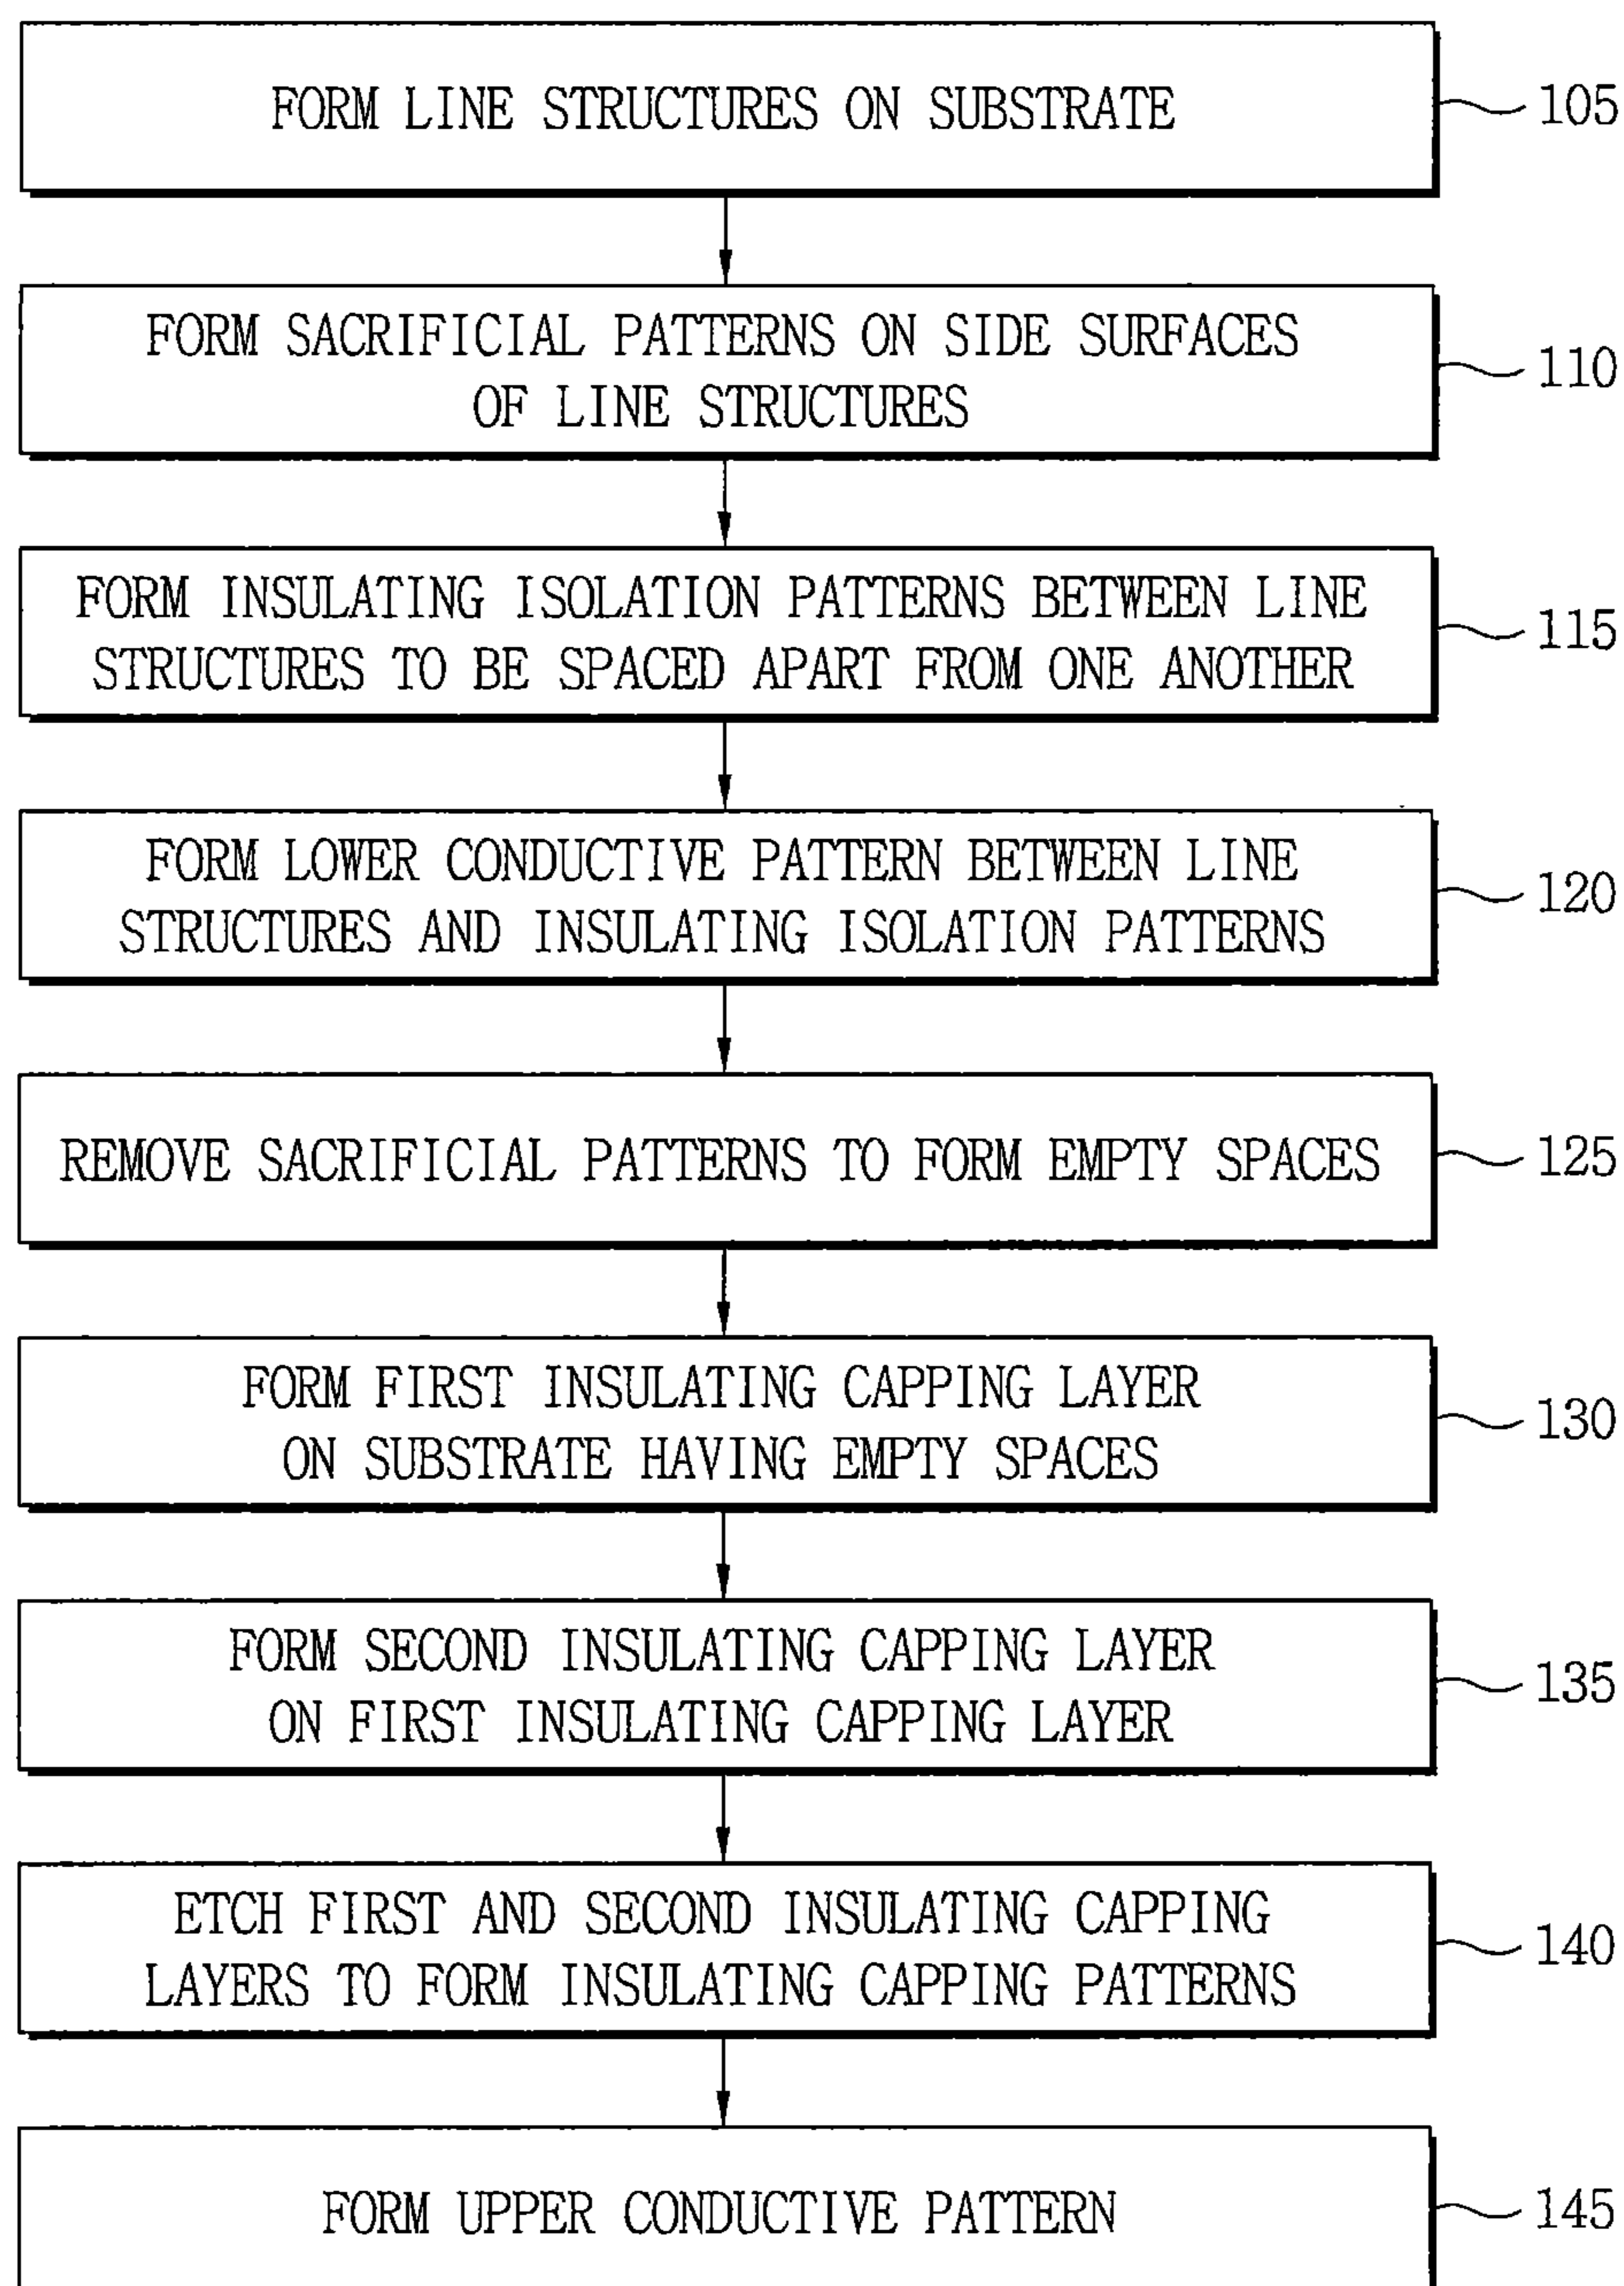 FORM LINE STRUCTURES ON SUBSTRATE
105
FORM SACRIFICIAL PATTERNS ON SIDE SURFACES
OF LINE STRUCTURES
110
FORM INSULATING ISOLATION PATTERNS BETWEEN LINE
STRUCTURES TO BE SPACED APART FROM ONE ANOTHER
115
FORM LOWER CONDUCTIVE PATTERN BETWEEN LINE
STRUCTURES AND INSULATING ISOLATION PATTERNS
120
REMOVE SACRIFICIAL PATTERNS TO FORM EMPTY SPACES
125
FORM FIRST INSULATING CAPPING LAYER
ON SUBSTRATE HAVING EMPTY SPACES
130
FORM SECOND INSULATING CAPPING LAYER
ON FIRST INSULATING CAPPING LAYER
135
ETCH FIRST AND SECOND INSULATING CAPPING
LAYERS TO FORM INSULATING CAPPING PATTERNS
140
FORM UPPER CONDUCTIVE PATTERN
145